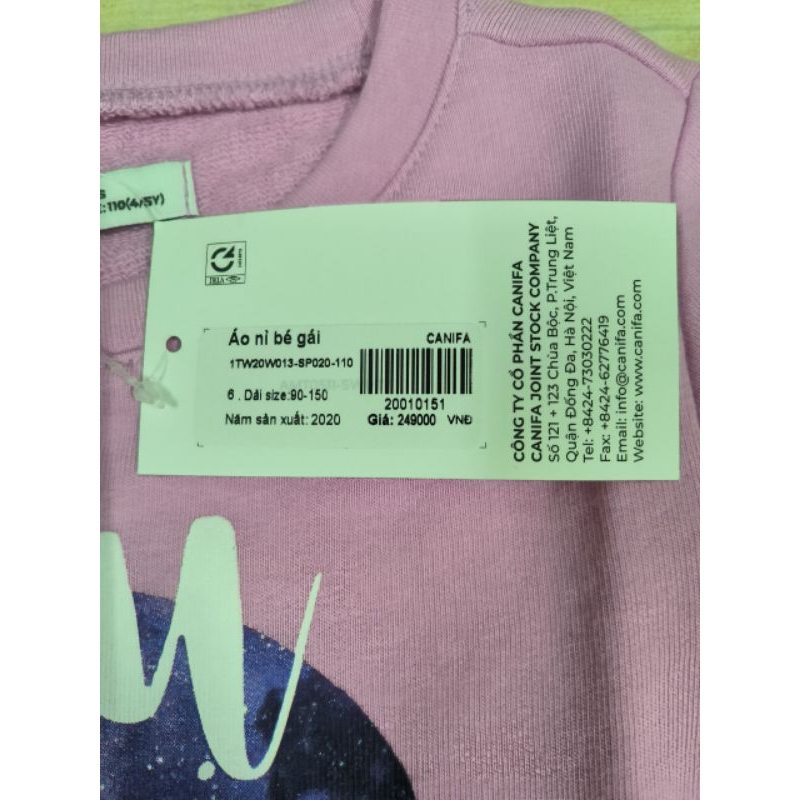 :110(4/5Y)
Áo nỉ bé gái
CANIFA
1TW20W013-SP020-110
6 . Dải size:90-150
20010151
Năm sản xuất: 2020
Giá: 249000 VNĐ
CÔNG TY CỔ PHẦN CANIFA
CANIFA JOINT STOCK COMPANY
Số 121 + 123 Chùa Bộc, P.Trung Liệt,
Quận Đống Đa, Hà Nội, Việt Nam
Tel: +8424-73030222
Fax: +8424-62776419
Email: info@canifa.com
Website: www.canifa.com